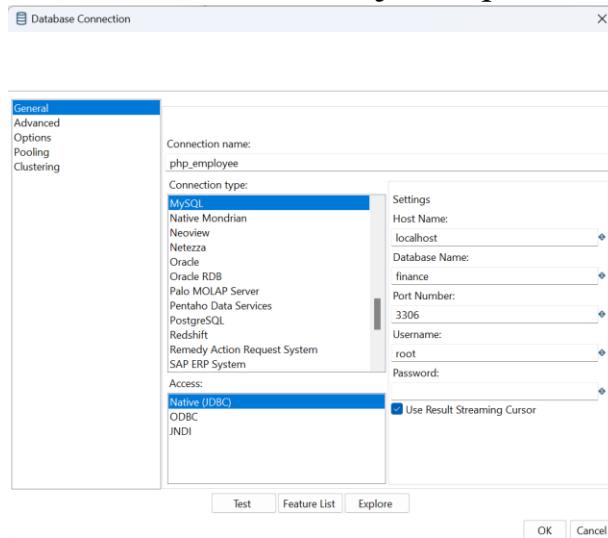 Database Connection
General
Advanced
Options
Pooling
Clustering
Connection name:
php_employee
Connection type:
MySQL
Native Mondrian
Neoview
Netezza
Oracle
Oracle RDB
Palo MOLAP Server
Pentaho Data Services
PostgreSQL
Redshift
Remedy Action Request System
SAP ERP System
Access:
Native (JDBC)
ODBC
JNDI
Settings
Host Name:
localhost
Database Name:
finance
Port Number:
3306
Username:
root
Password:
Use Result Streaming Cursor
Test Feature List Explore
OK Cancel